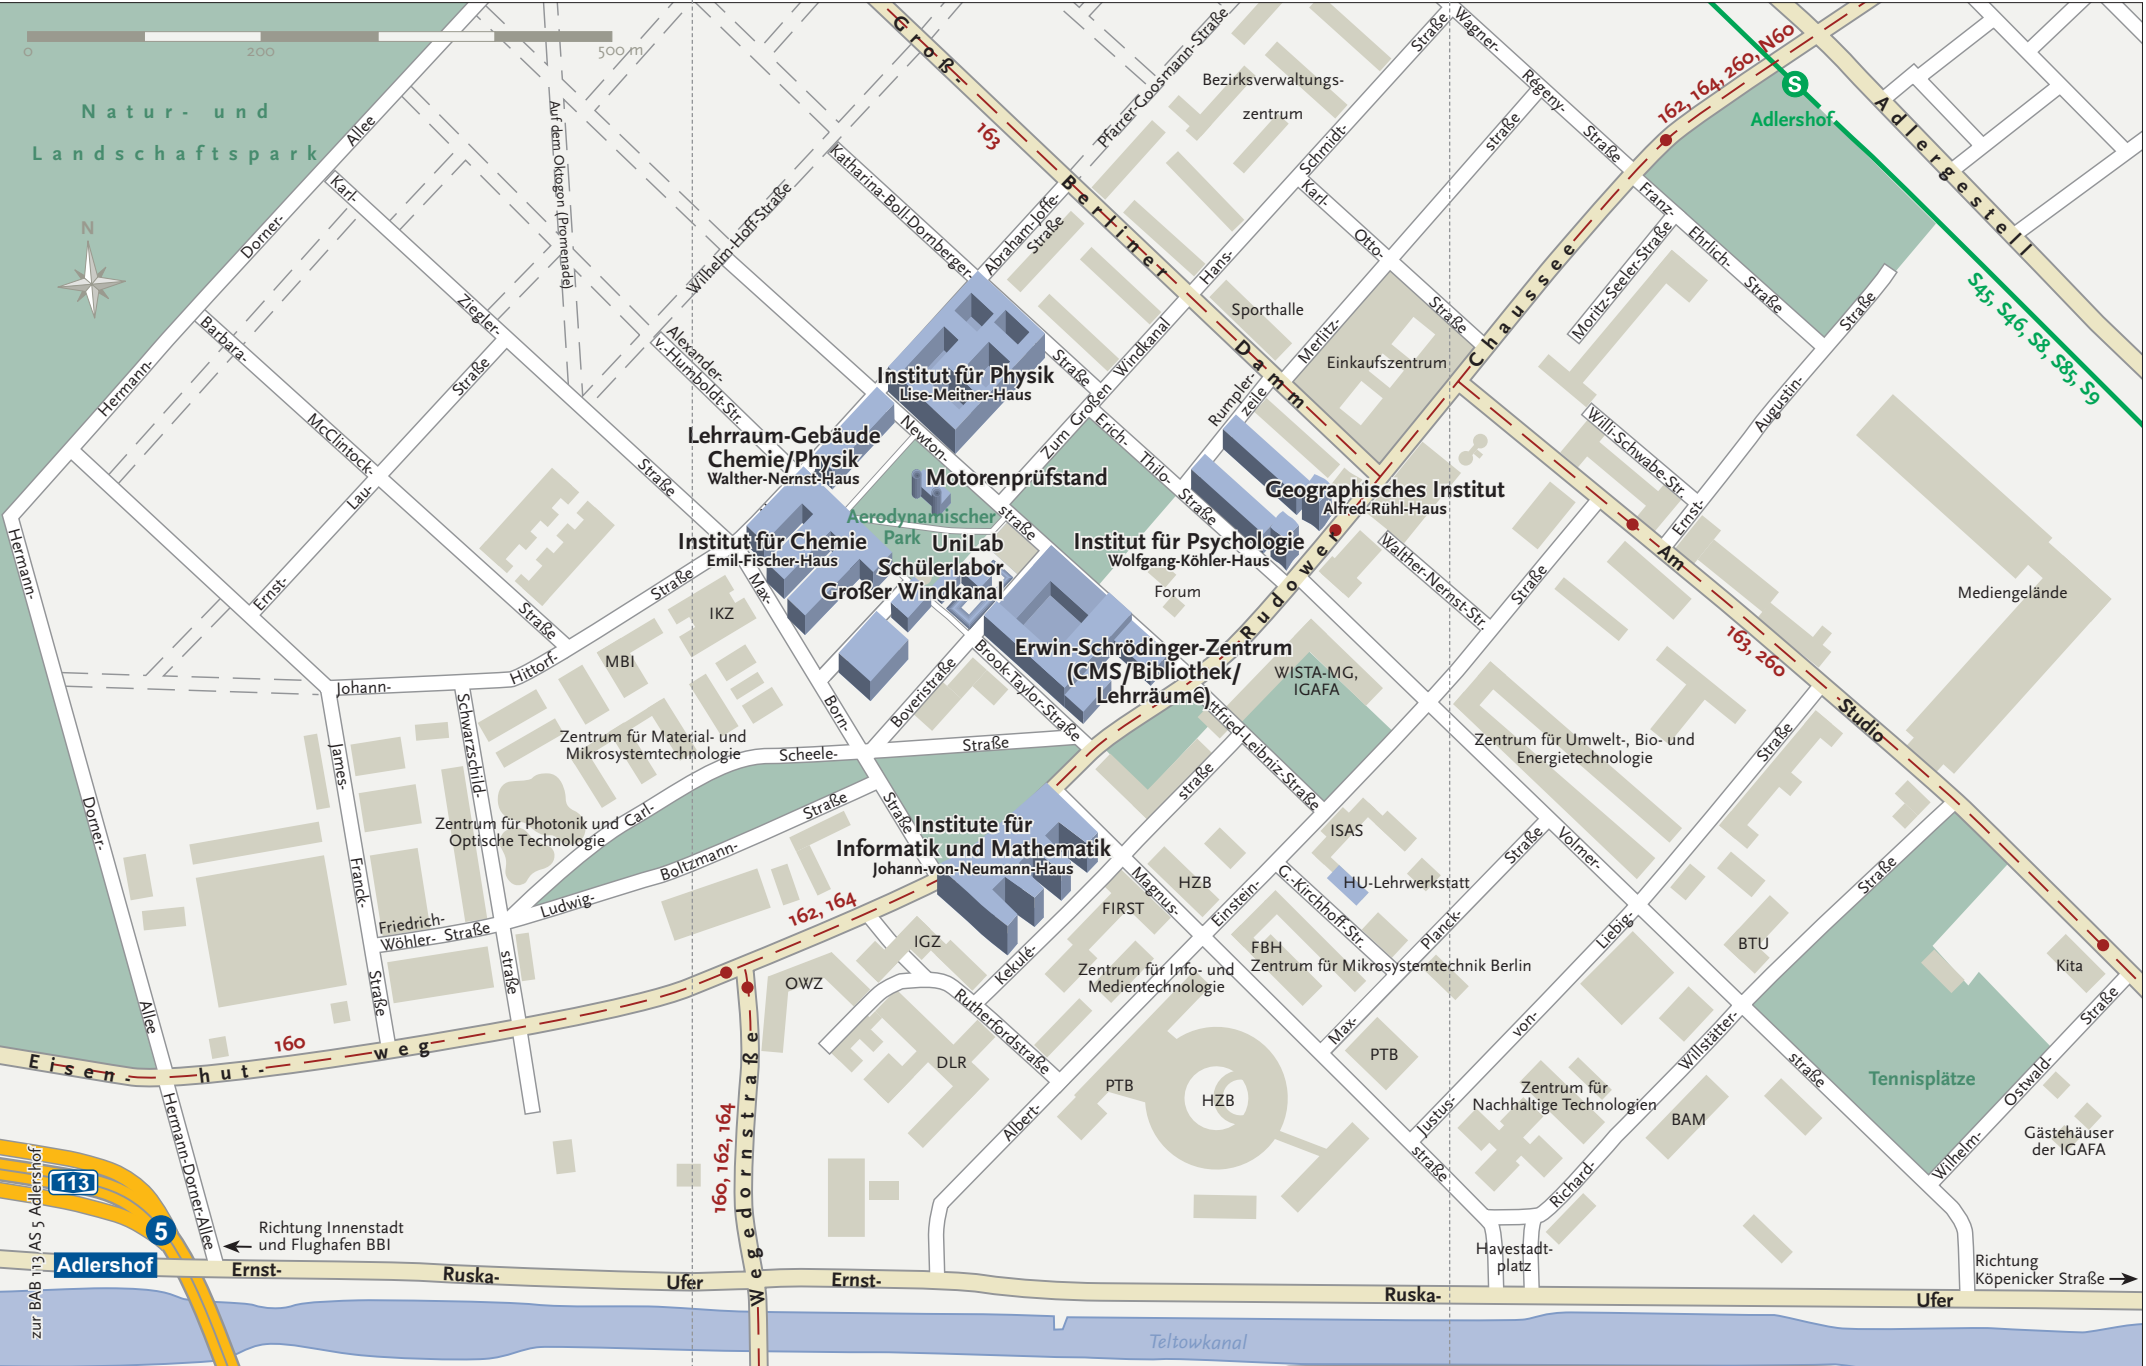 0
200
500 m
Natur- und
Landschaftspark
N
Hermann-
Dorner-
Allee
Karl-
Ziegler-
Straße
Barbara-
McClintock-
Straße
Ernst-
Lau-
Straße
Auf dem Oktogon (Promenade)
Wilhelm-Hoff-Straße
Alexander-
v.-Humboldt-Str.
Katharina-Boll-Dornberger-
Straße
Abraham-Joffe-
Straße
Pfarrer-Goosmann-Straße
Groß-
Berliner
Damm
163
Bezirksverwaltungs-
zentrum
Hans-
Schmidt-
Straße
Wagner-
Régeny-
Straße
Karl-
Otto-
Straße
Meritz-
straße
Sporthalle
Einkaufszentrum
Rumpler-
zeile
Zum Großen Windkanal
Erich-
Thilo-
Straße
Newton-
straße
Rudower
Chaussee
162, 164, 260, N60
S
Adlershof
Adlergestell
S45, S46, S8, S85, S9
Franz-
Ehrlich-
Straße
Moritz-Seeler-Straße
Willi-Schwabe-Str.
Ernst-
Augustin-
Straße
Am
Studio
163, 260
Mediengelände
Walther-Nernst-Str.
Straße
Institut für Physik
Lise-Meitner-Haus
Lehrraum-Gebäude
Chemie/Physik
Walther-Nernst-Haus
Motorenprüfstand
Aerodynamischer
Park
Institut für Chemie
Emil-Fischer-Haus
UniLab
Schülerlabor
Großer Windkanal
Geographisches Institut
Alfred-Rühl-Haus
Institut für Psychologie
Wolfgang-Köhler-Haus
Forum
Erwin-Schrödinger-Zentrum
(CMS/Bibliothek/
Lehrräume)
WISTA-MG,
IGAFA
ttfried-Leibniz-Straße
IKZ
MBI
Johann-
Hittorf-
Straße
Max-
Born-
Straße
Boveristraße
Brook-Taylor-Straße
Zentrum für Material- und
Mikrosystemtechnologie
Carl-
Scheele-
Straße
Zentrum für Photonik und
Optische Technologie
Schwarzschild-
straße
James-
Franck-
Straße
Friedrich-
Wöhler- Straße
Ludwig-
Boltzmann-
Straße
Institute für
Informatik und Mathematik
Johann-von-Neumann-Haus
162, 164
Zentrum für Umwelt-, Bio- und
Energietechnologie
ISAS
HU-Lehrwerkstatt
G.-Kirchhoff-Str.
Magnus-
straße
HZB
FIRST
FBH
Zentrum für Mikrosystemtechnik Berlin
Zentrum für Info- und
Medientechnologie
Kekulé-
straße
Albert-
Einstein-
Max-
Planck-
Straße
Volmer-
straße
Justus-
von-
Liebig-
Straße
Richard-
Willstätter-
Straße
BTU
Kita
Tennisplätze
Wilhelm-
Ostwald-
Straße
Gästehäuser
der IGAFA
IGZ
OWZ
DLR
Rutherfordstraße
PTB
HZB
PTB
Zentrum für
Nachhaltige Technologien
BAM
Havestadt-
platz
Hermann-
Dorner-
Allee
Eisen-
hut-
weg
160
160, 162, 164
Wegedornstraße
Hermann-Dorner-Allee
113
5
Adlershof
zur BAB 113 AS 5 Adlershof
Richtung Innenstadt
und Flughafen BBI
Ernst-
Ruska-
Ufer
Ernst-
Ruska-
Ufer
Richtung
Köpenicker Straße
Teltowkanal